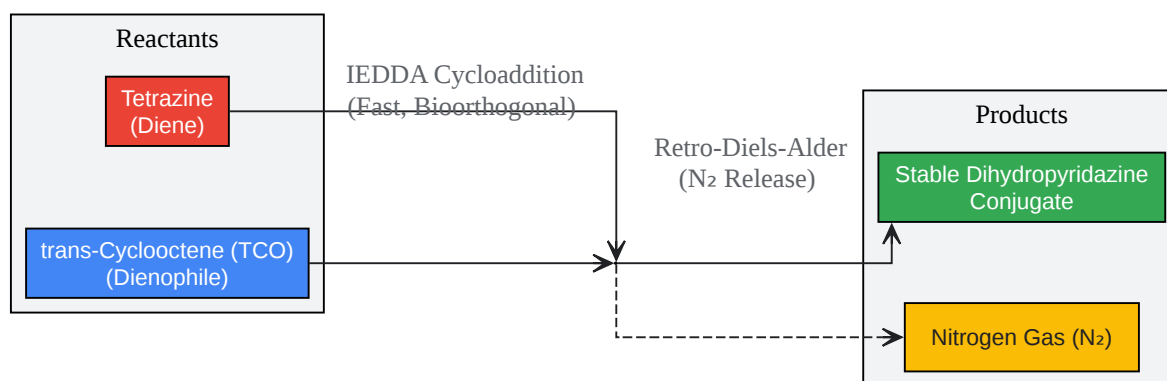 Reactants
Tetrazine
(Diene)
trans-Cyclooctene (TCO)
(Dienophile)
IEDDA Cycloaddition
(Fast, Bioorthogonal)
Retro-Diels-Alder
(N₂ Release)
Products
Stable Dihydropyridazine
Conjugate
Nitrogen Gas (N₂)